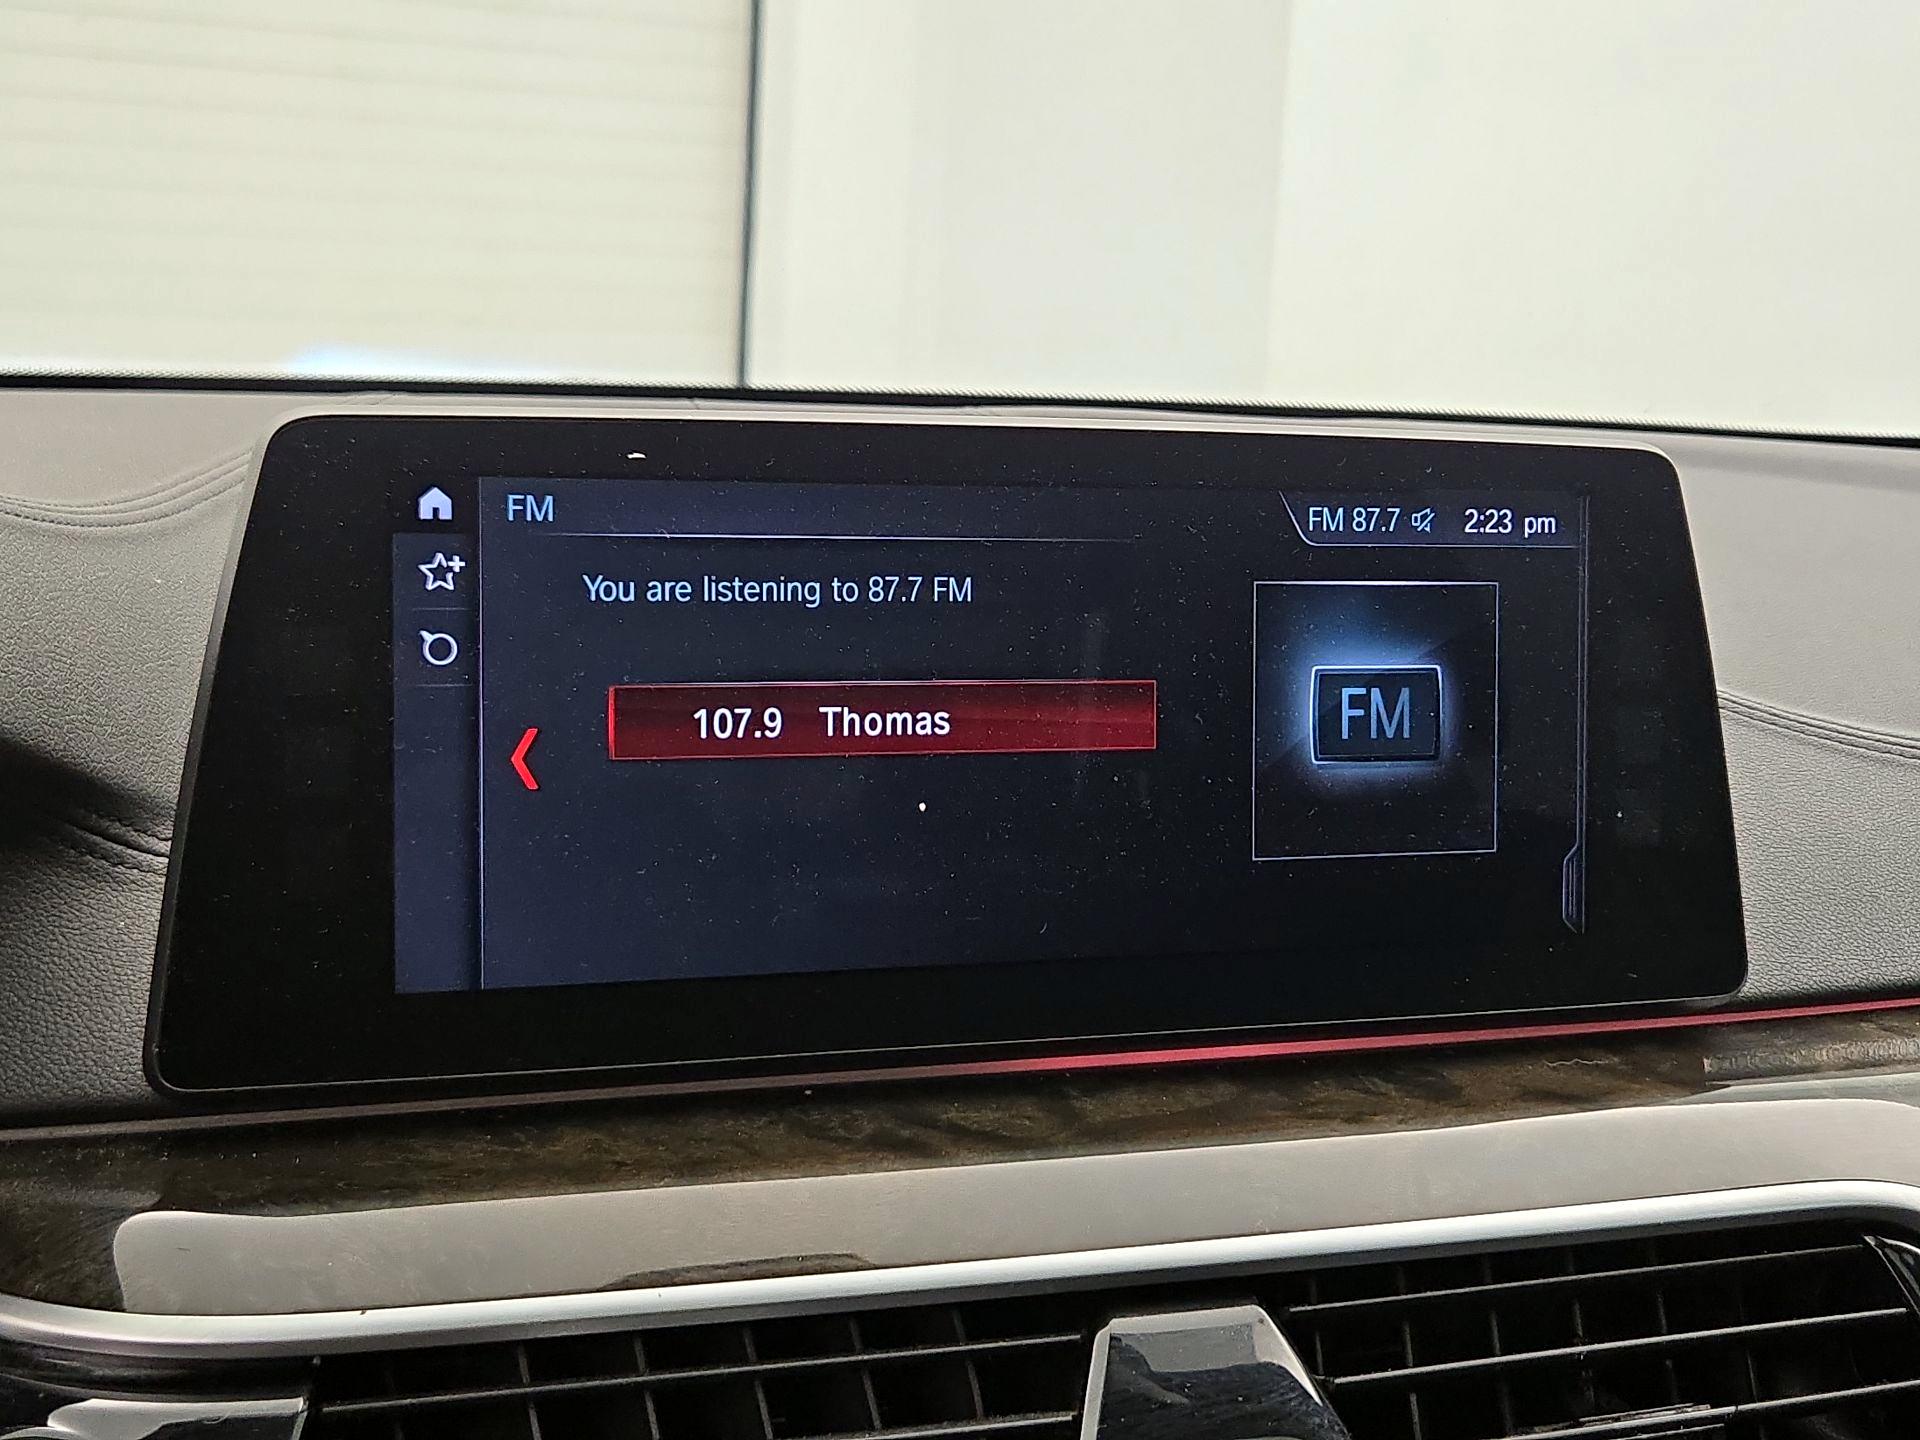 FM
FM 87.7 2:23 pm
You are listening to 87.7 FM
107.9 Thomas
FM